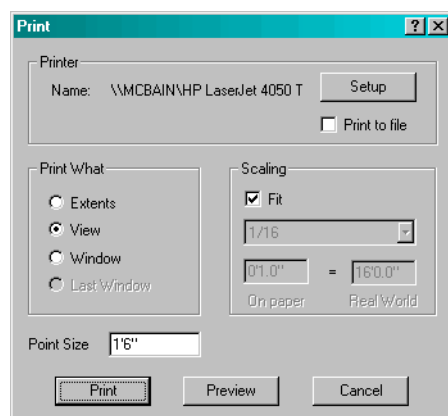 Print
Printer
Name: \\MCBAIN\HP LaserJet 4050 T Setup
Print to file
Print What
Extents
View
Window
Last Window
Scaling
Fit
1/16
0'1.0" = 16'0.0"
On paper Real World
Point Size 1'6"
Print Preview Cancel